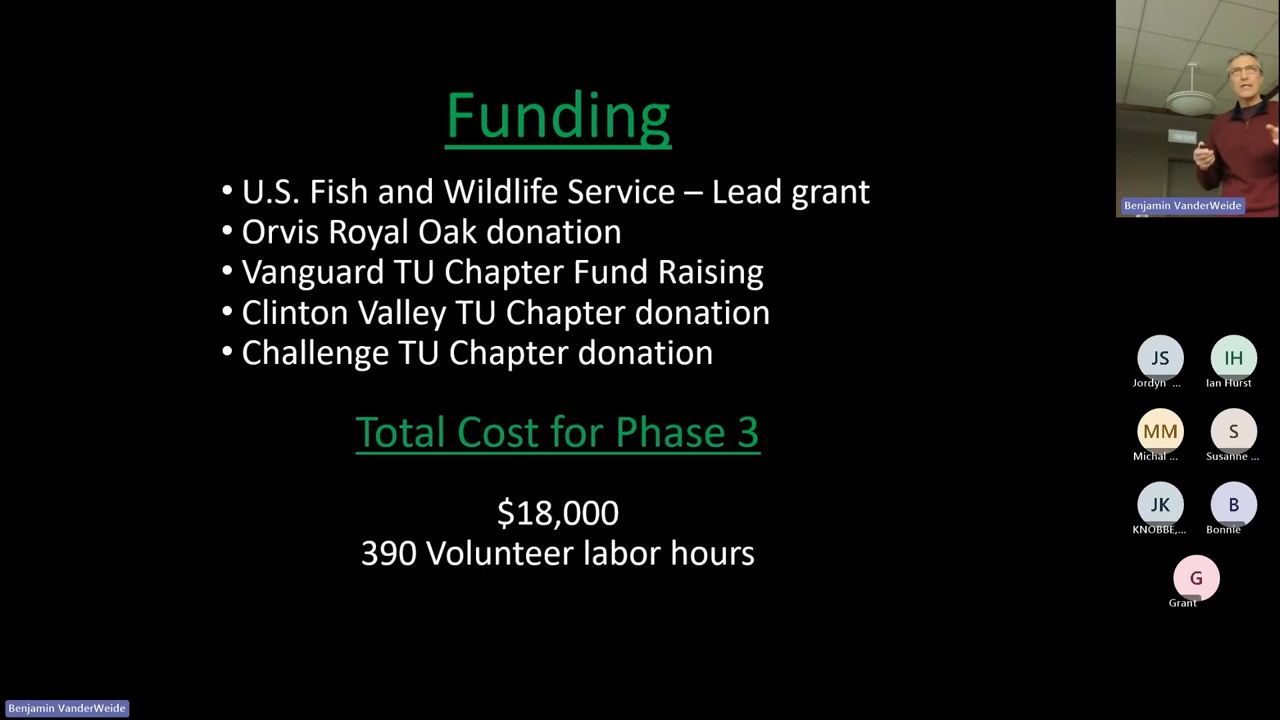 Funding
• U.S. Fish and Wildlife Service – Lead grant
• Orvis Royal Oak donation
• Vanguard TU Chapter Fund Raising
• Clinton Valley TU Chapter donation
• Challenge TU Chapter donation
Total Cost for Phase 3
$18,000
390 Volunteer labor hours
Benjamin VanderWeide
JS
IH
Jordyn ...
Ian Hurst
MM
S
Michal ...
Susanne ...
JK
B
KNOBBE,...
Bonnie
G
Grant
Benjamin VanderWeide